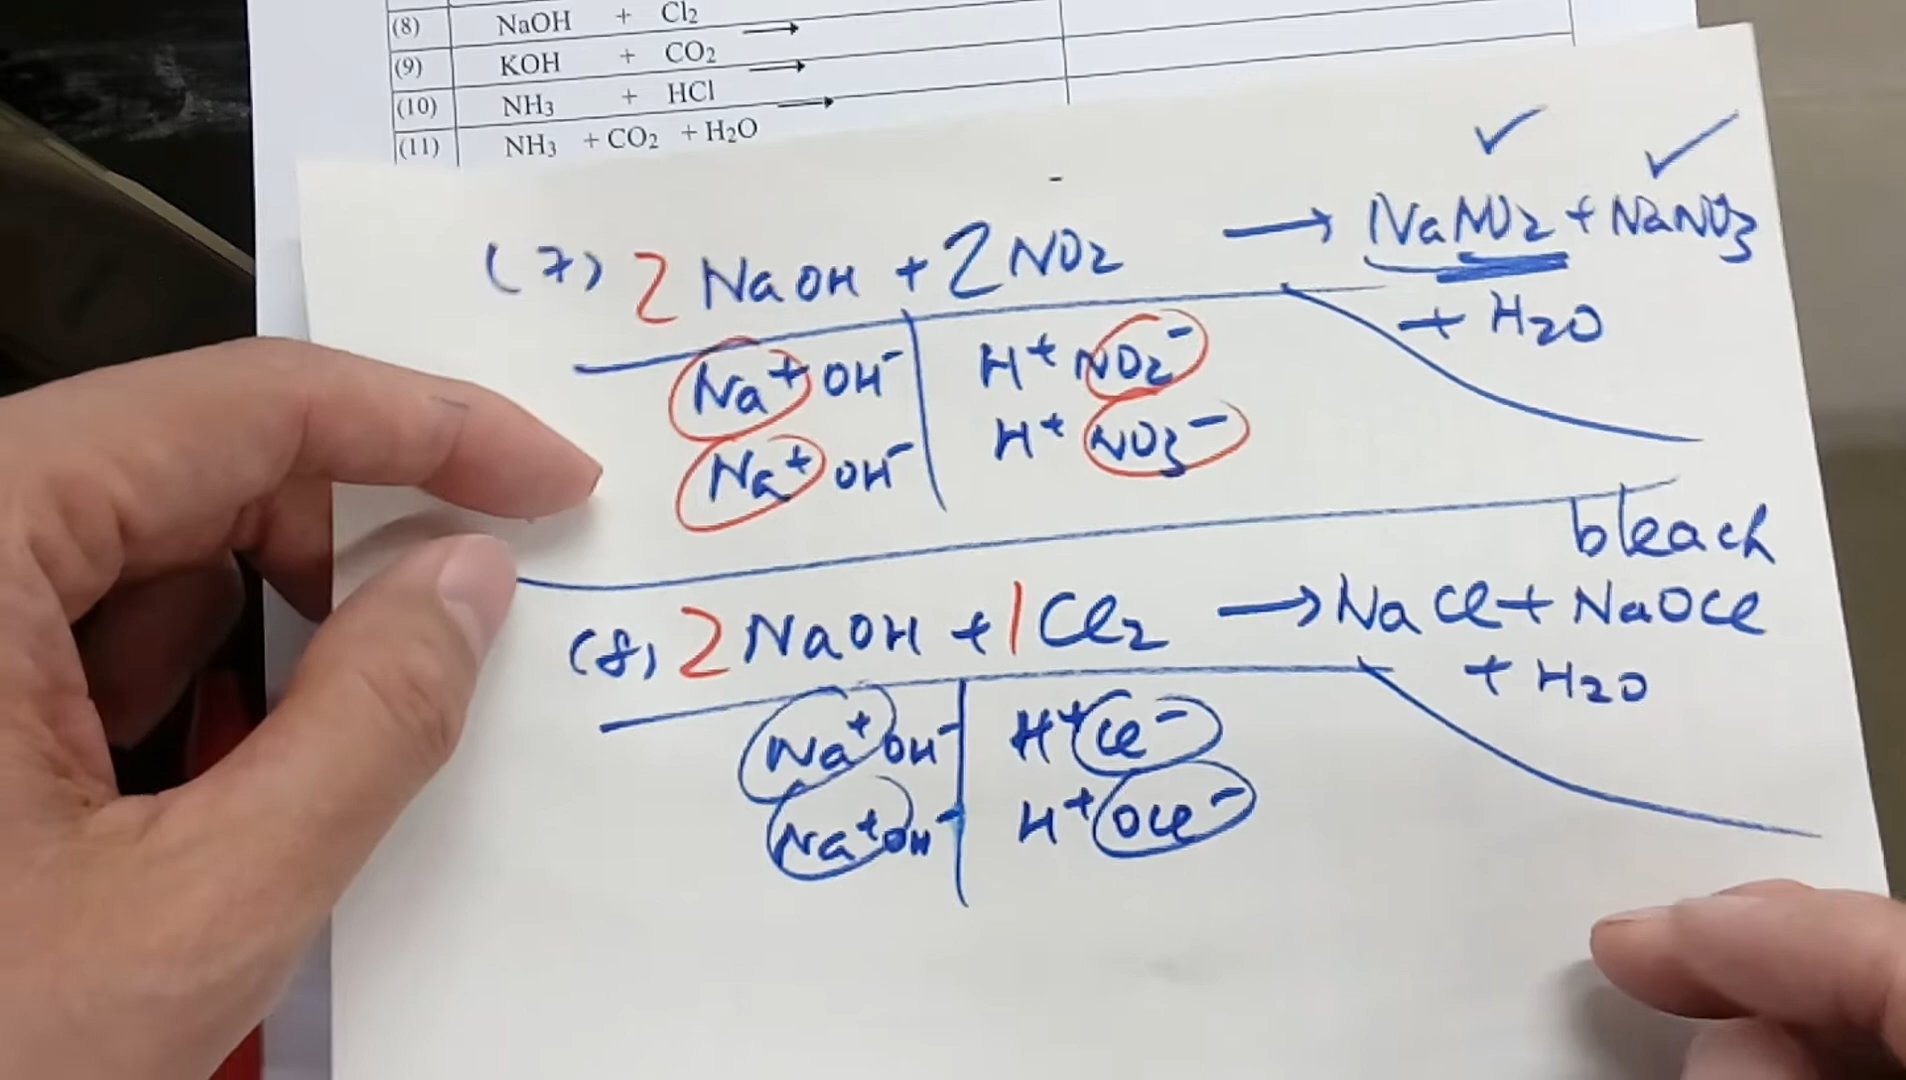 (8) NaOH + Cl2 →
(9) KOH + CO2 →
(10) NH3 + HCl →
(11) NH3 + CO2 + H2O
(7) 2 NaOH + 2 NO2 → NaNO2 + NaNO3
+ H2O
Na+ OH- H+ NO2-
Na+ OH- H+ NO3-
bleach
(8) 2 NaOH + 1 Cl2 → NaCl + NaOCl
+ H2O
Na+ OH- H+ Cl-
Na+ OH- H+ OCl-